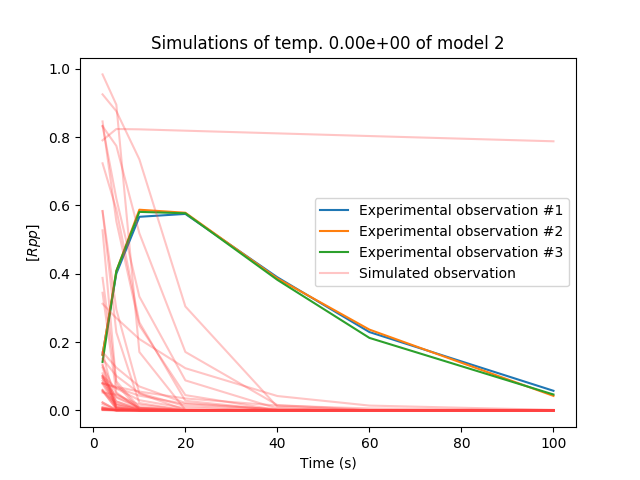 Simulations of temp. 0.00e+00 of model 2
1.0
0.8
0.6
0.4
0.2
0.0
[Rpp]
Experimental observation #1
Experimental observation #2
Experimental observation #3
Simulated observation
0 20 40 60 80 100
Time (s)